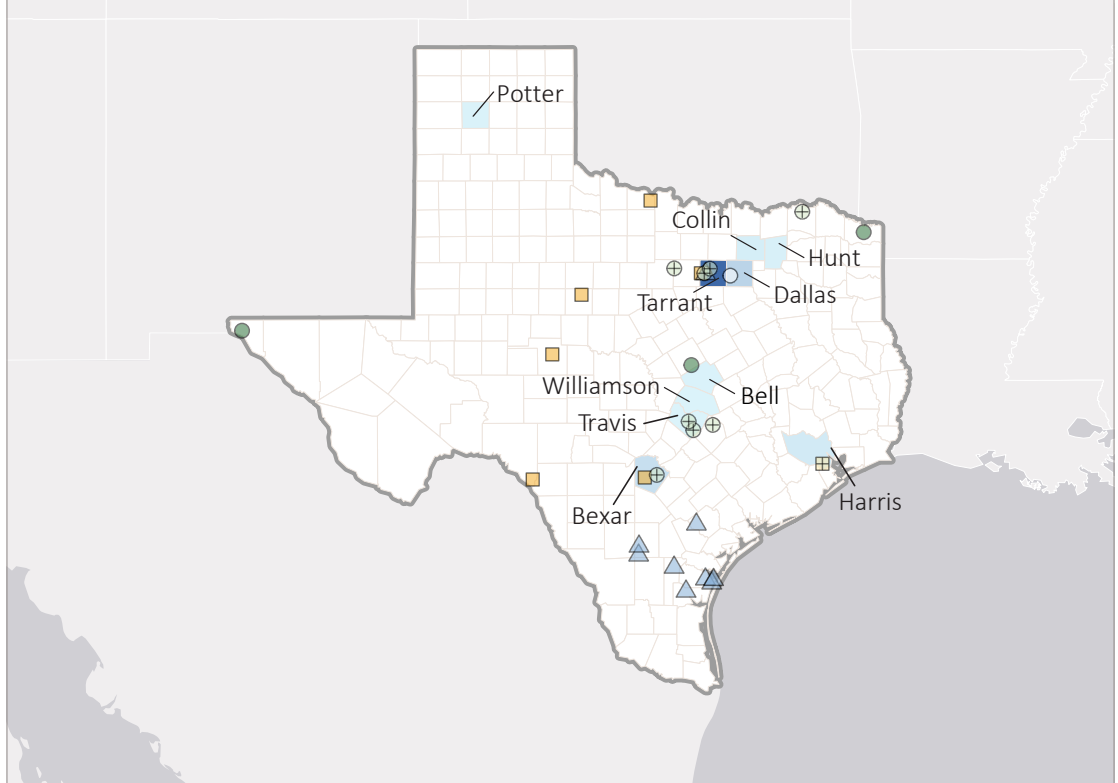 Potter
Collin
Hunt
Tarrant
Dallas
Williamson
Bell
Travis
Bexar
Harris